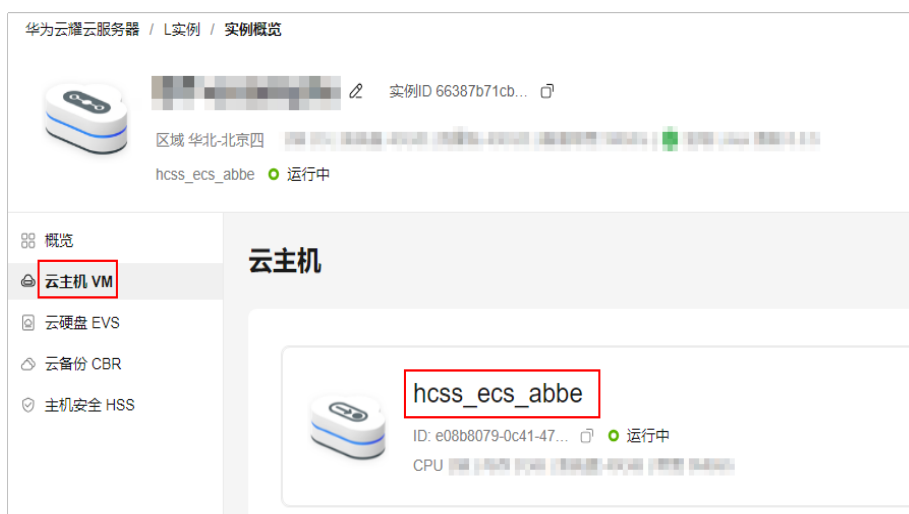 华为云耀云服务器 / L实例 / 实例概览
实例ID 66387b71cb...
区域 华北-北京四
hcss_ecs_abbe 运行中
概览
云主机 VM
云硬盘 EVS
云备份 CBR
主机安全 HSS
云主机
hcss_ecs_abbe
ID: e08b8079-0c41-47... 运行中
CPU